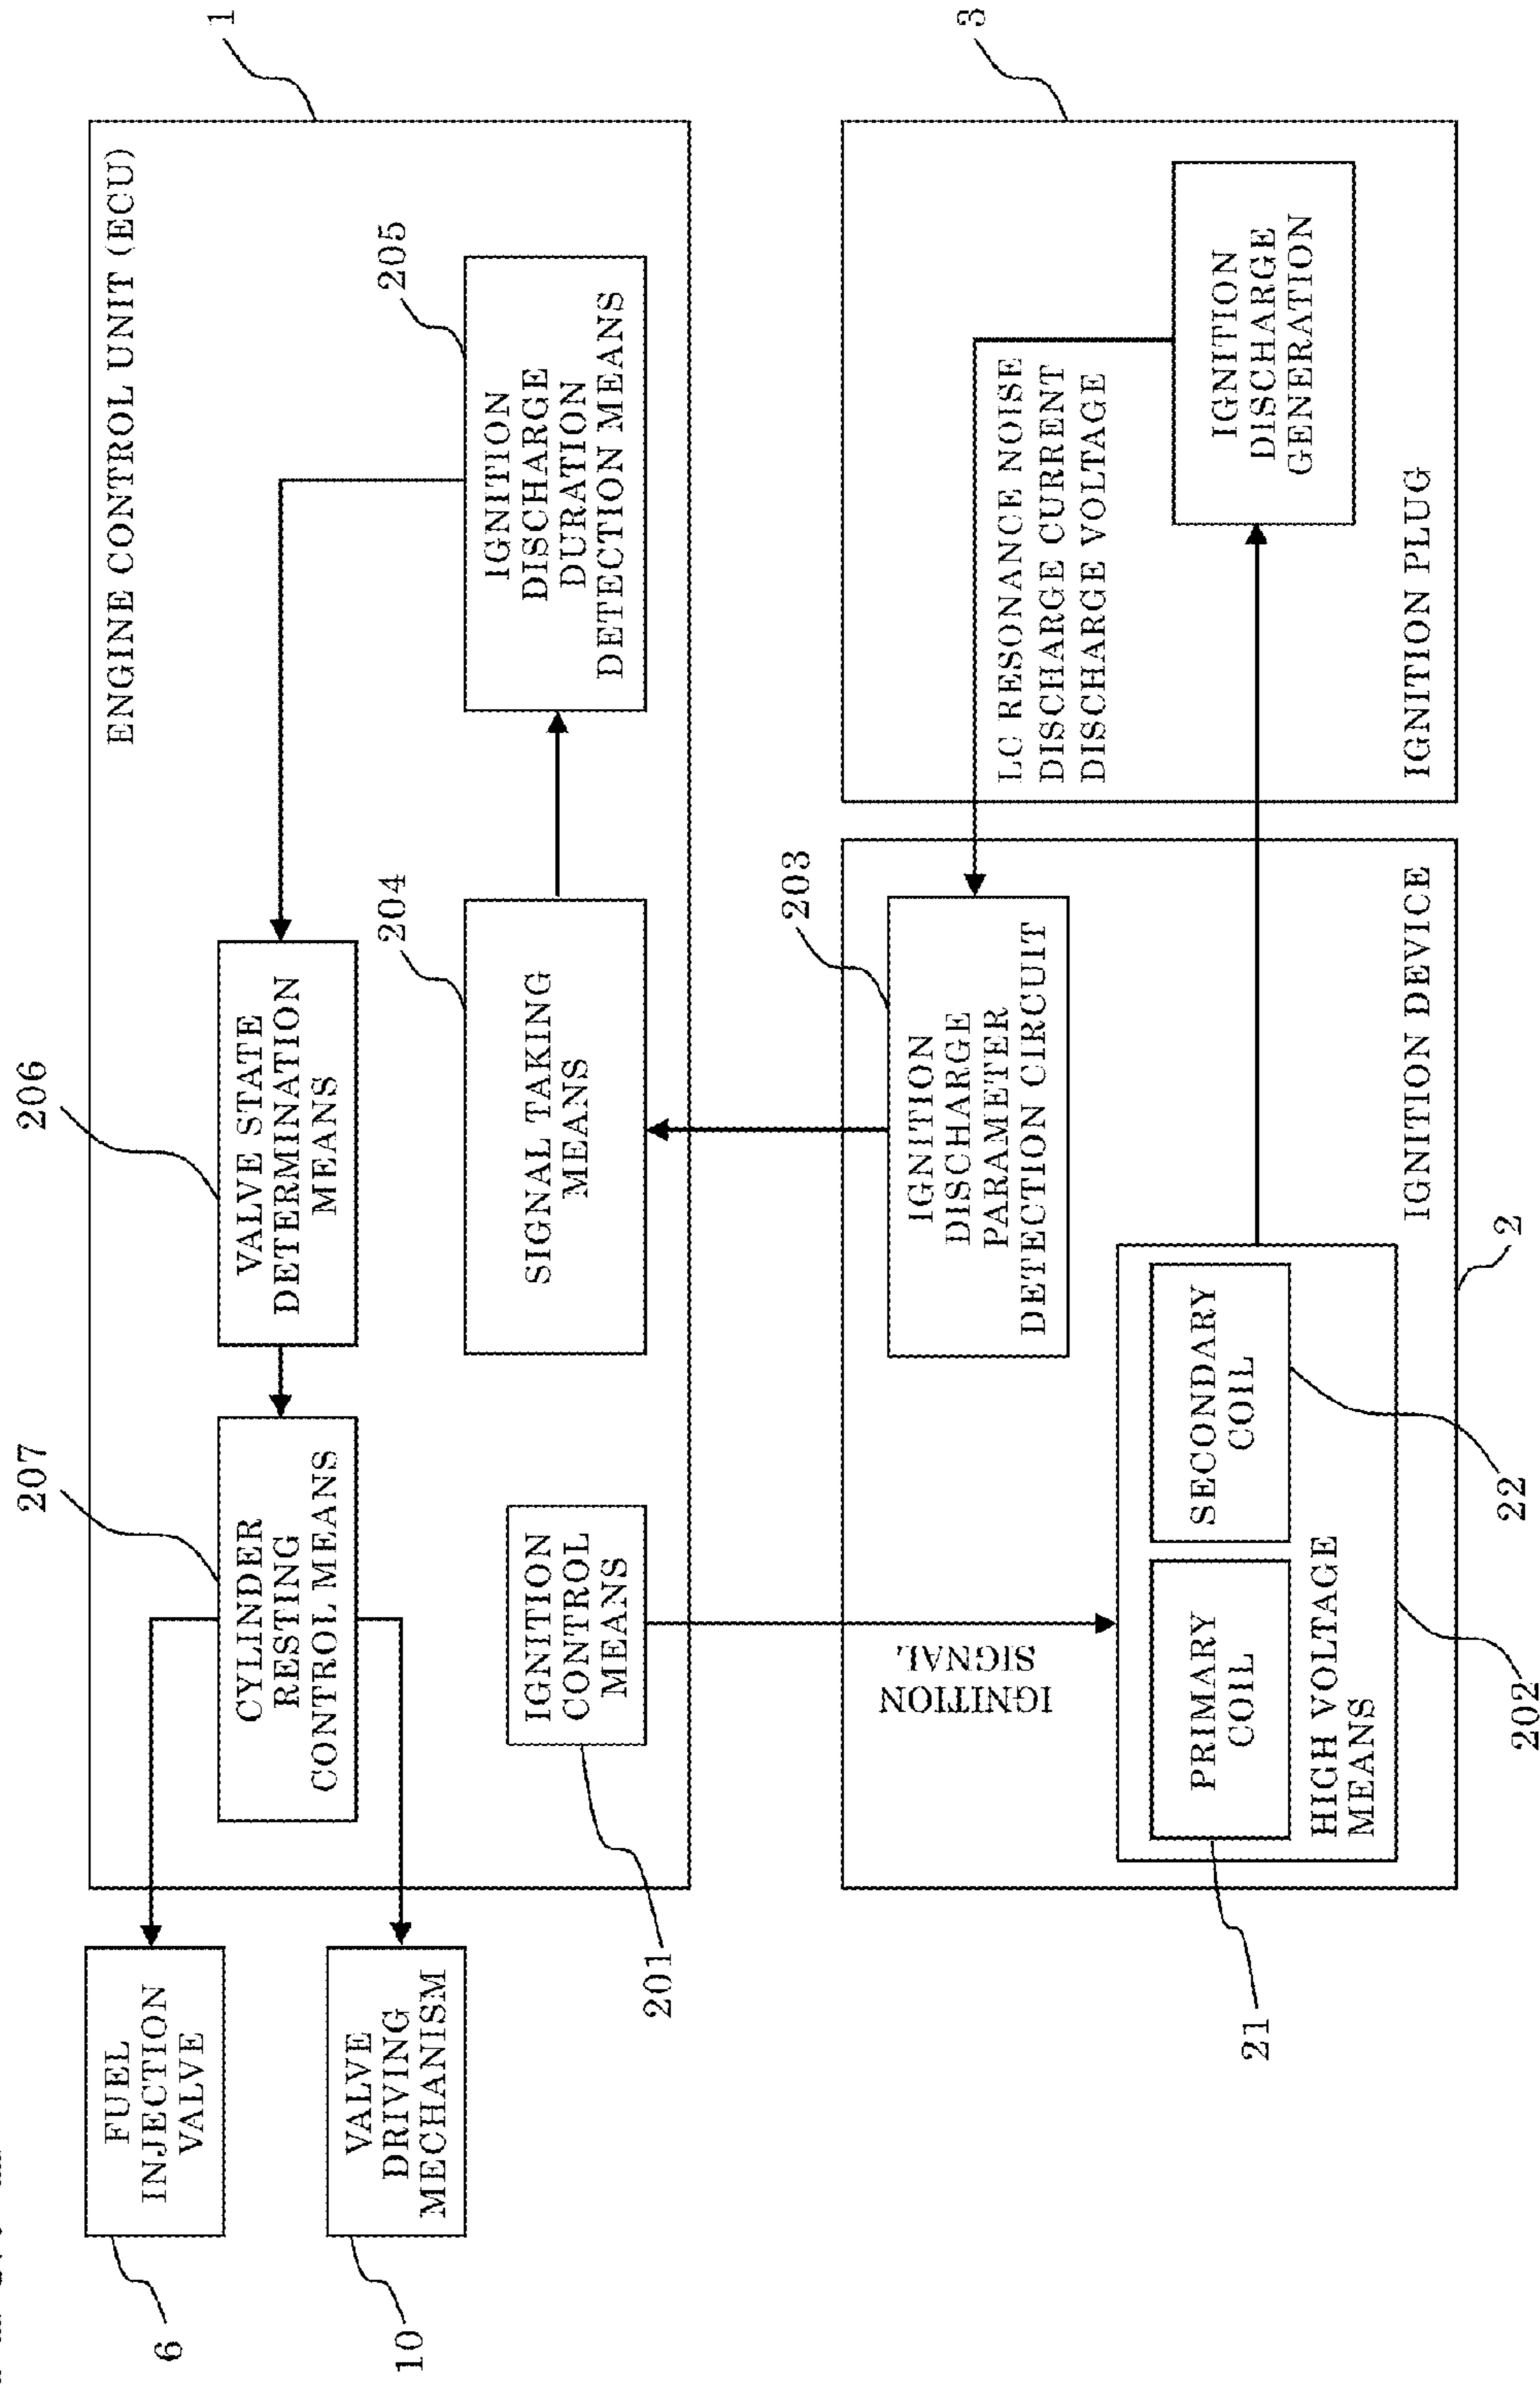 1
ENGINE CONTROL UNIT (ECU)
205
IGNITION
DISCHARGE
DURATION
DETECTION MEANS
204
SIGNAL TAKING
MEANS
206
VALVE STATE
DETERMINATION
MEANS
207
CYLINDER
RESTING
CONTROL MEANS
IGNITION
CONTROL
MEANS
201
FUEL
INJECTION
VALVE
6
VALVE
DRIVING
MECHANISM
10
3
IGNITION
DISCHARGE
GENERATION
LC RESONANCE NOISE
DISCHARGE CURRENT
DISCHARGE VOLTAGE
IGNITION PLUG
203
IGNITION
DISCHARGE
PARAMETER
DETECTION CIRCUIT
IGNITION DEVICE
2
IGNITION
SIGNAL
PRIMARY
COIL
SECONDARY
COIL
HIGH VOLTAGE
MEANS
21
22
202